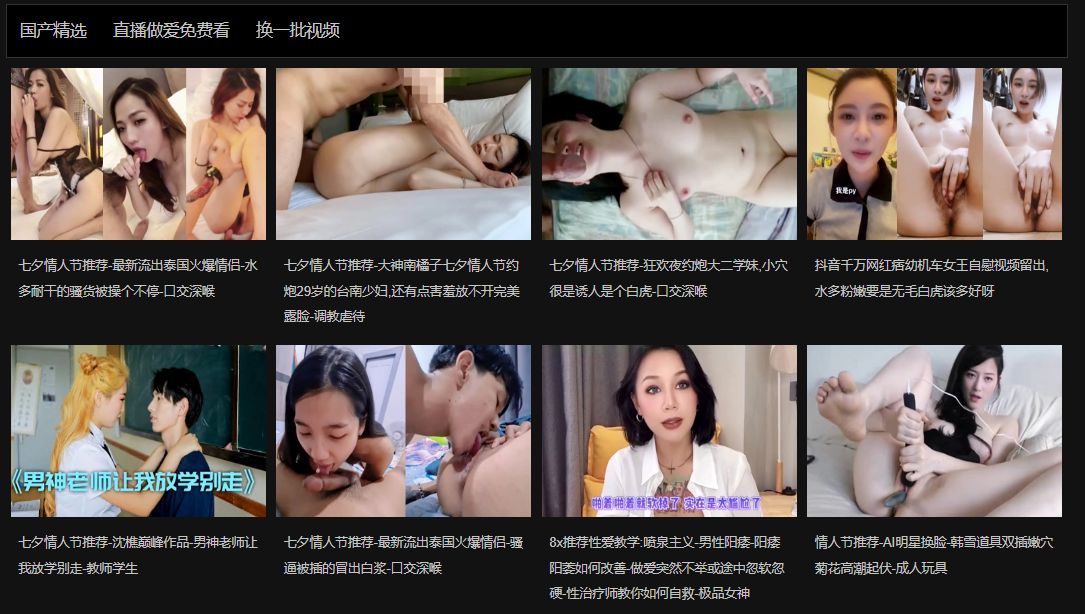 国产精选 直播做爱免费看 换一批视频
我是py
七夕情人节推荐-最新流出泰国火爆情侣-水
多耐干的骚货被操个不停-口交深喉
七夕情人节推荐-大神南橘子七夕情人节约
炮29岁的台南少妇,还有点害羞放不开完美
露脸-调教虐待
七夕情人节推荐-狂欢夜约炮大二学妹,小穴
很是诱人是个白虎-口交深喉
抖音千万网红痞幼机车女王自慰视频留出,
水多粉嫩要是无毛白虎该多好呀
《男神老师让我放学别走》
啪着啪着就软掉了 实在是太尴尬了
七夕情人节推荐-沈樵巅峰作品-男神老师让
我放学别走-教师学生
七夕情人节推荐-最新流出泰国火爆情侣-骚
逼被插的冒出白浆-口交深喉
8x推荐性爱教学:喷泉主义-男性阳痿-阳痿
阳萎如何改善-做爱突然不举或途中忽软忽
硬-性治疗师教你如何自救-极品女神
情人节推荐-AI明星换脸-韩雪道具双插嫩穴
菊花高潮起伏-成人玩具